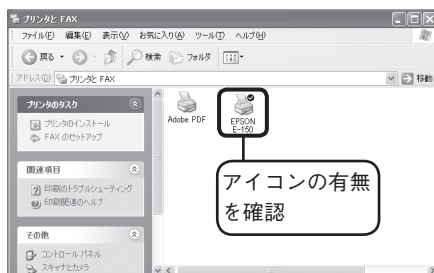 プリンタと FAX
ファイル(F) 編集(E) 表示(V) お気に入り(A) ツール(T) ヘルプ(H)
戻る 検索 フォルダ
アドレス(D) プリンタと FAX 移動
プリンタのタスク
プリンタのインストール
FAX のセットアップ
関連項目
印刷のトラブルシューティング
印刷関連のヘルプ
その他
コントロール パネル
スキャナとカメラ
Adobe PDF
EPSON
E-150
アイコンの有無
を確認